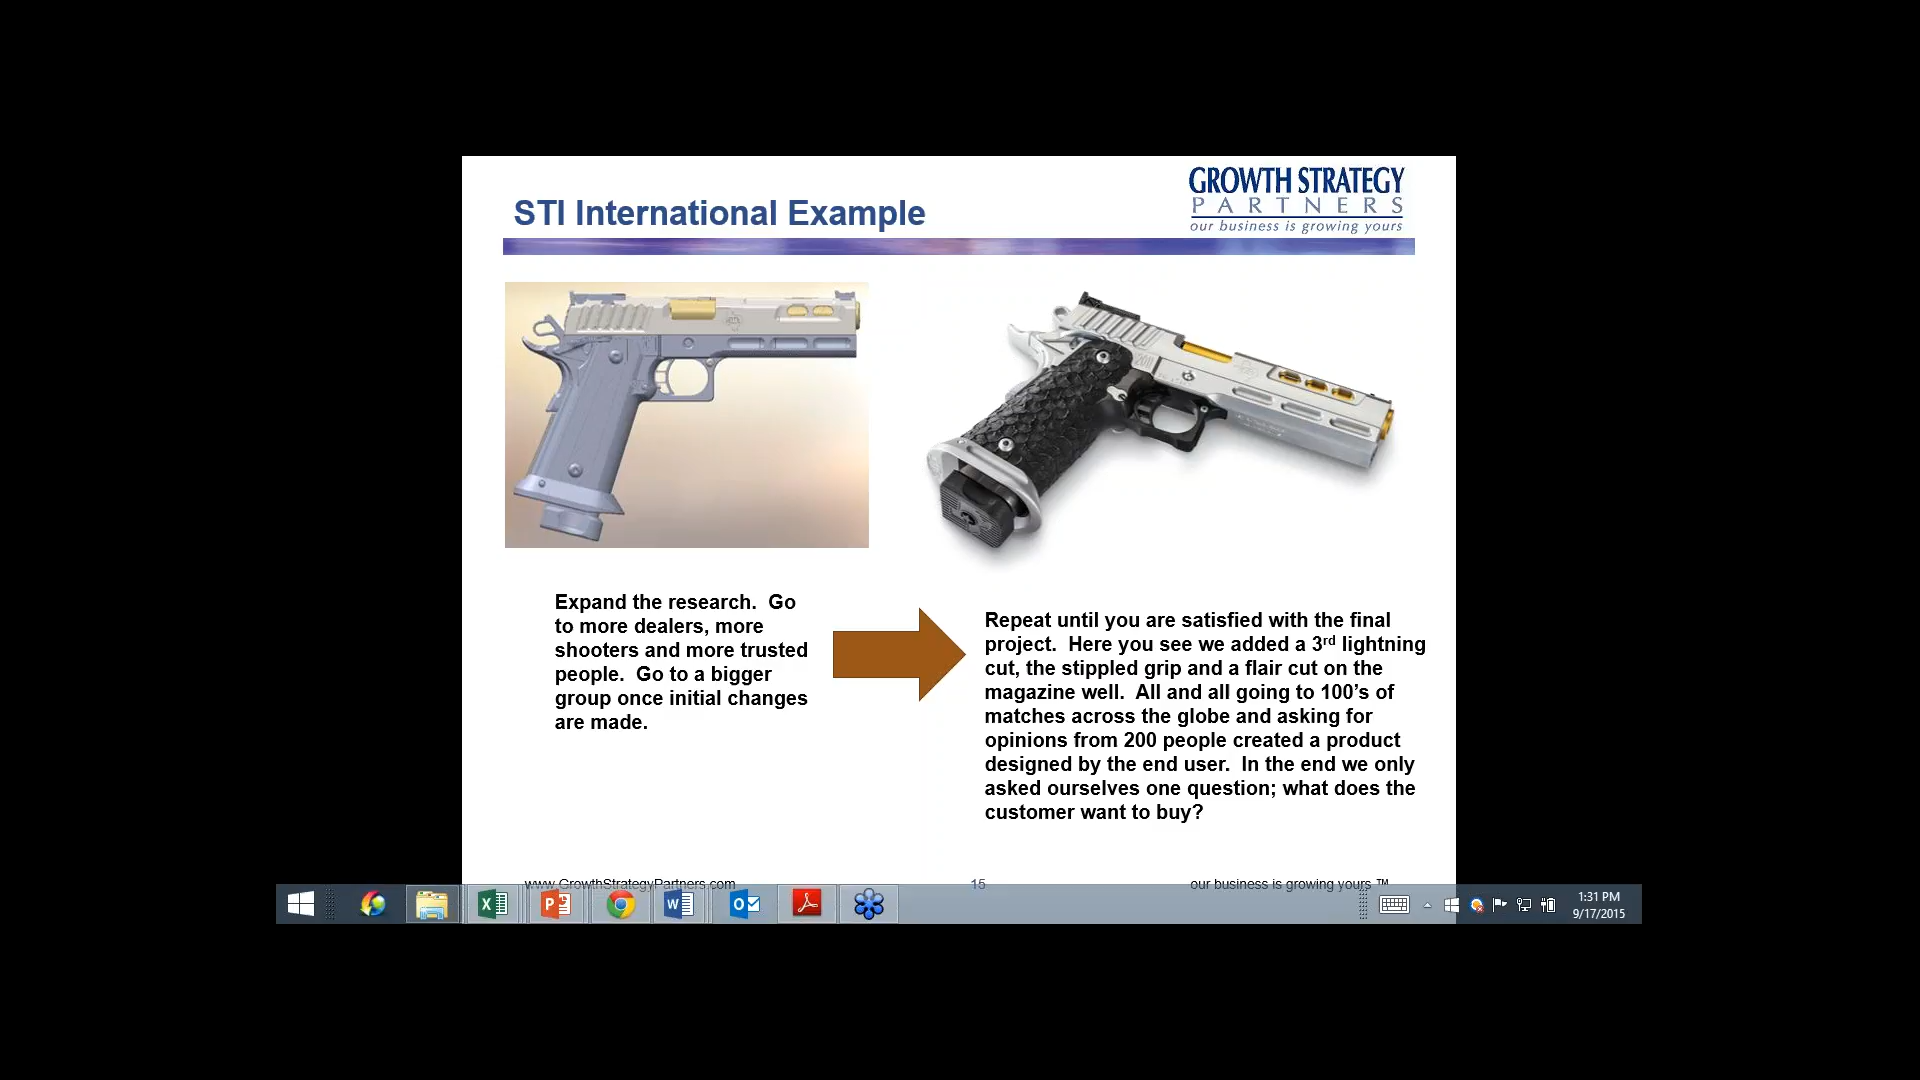 STI International Example
GROWTH STRATEGY
PARTNERS
our business is growing yours
Expand the research.  Go
to more dealers, more
shooters and more trusted
people.  Go to a bigger
group once initial changes
are made.
Repeat until you are satisfied with the final
project.  Here you see we added a 3rd lightning
cut, the stippled grip and a flair cut on the
magazine well.  All and all going to 100’s of
matches across the globe and asking for
opinions from 200 people created a product
designed by the end user.  In the end we only
asked ourselves one question; what does the
customer want to buy?
www.GrowthStrategyPartners.com
15
our business is growing yours ™
1:31 PM
9/17/2015